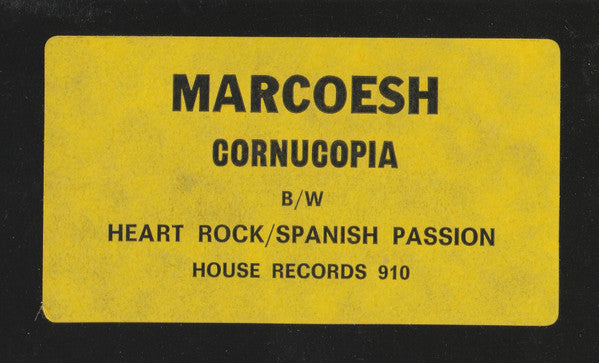 MARCOESH
CORNUCOPIA
B/W
HEART ROCK/SPANISH PASSION
HOUSE RECORDS 910